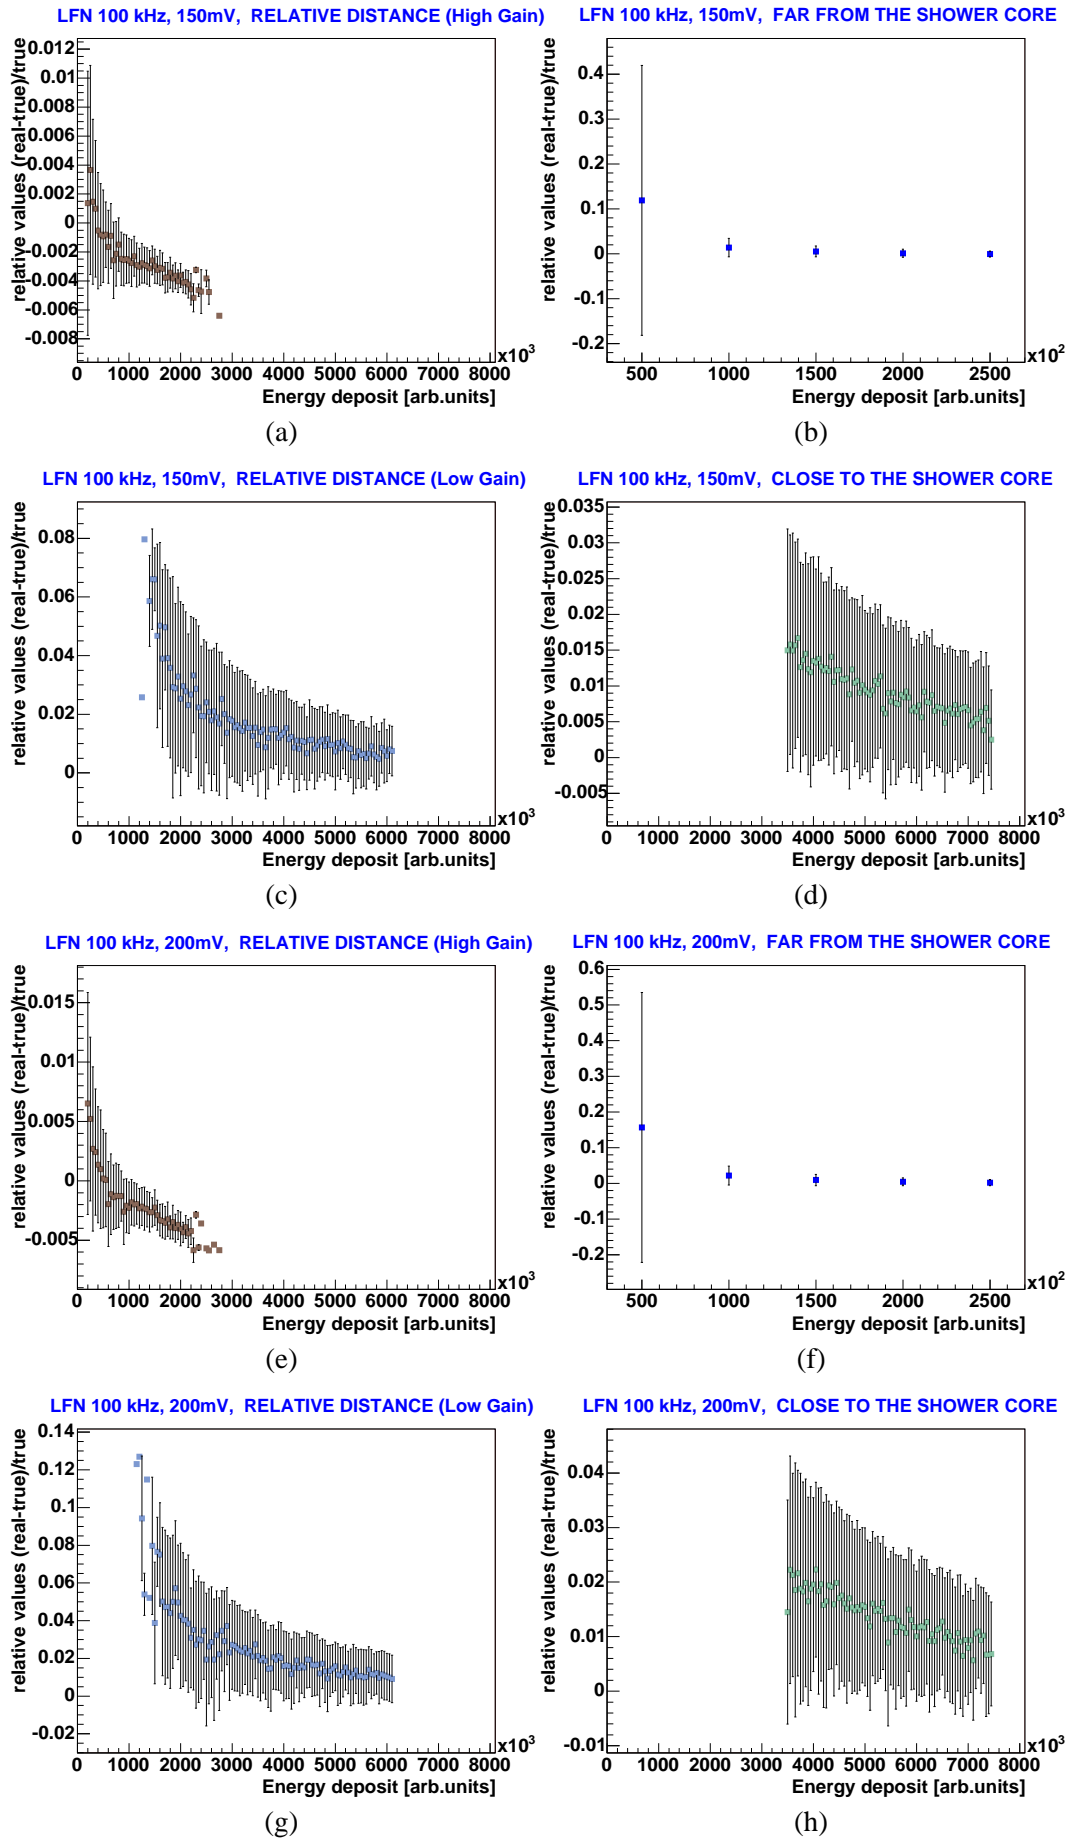 LFN 100 kHz, 150mV,  RELATIVE DISTANCE (High Gain)
relative values (real-true)/true
0.012
0.01
0.008
0.006
0.004
0.002
0
-0.002
-0.004
-0.006
-0.008
0 1000 2000 3000 4000 5000 6000 7000 8000
x10³
Energy deposit [arb.units]
(a)
LFN 100 kHz, 150mV,  FAR FROM THE SHOWER CORE
relative values (real-true)/true
0.4
0.3
0.2
0.1
0
-0.1
-0.2
500 1000 1500 2000 2500
x10²
Energy deposit [arb.units]
(b)
LFN 100 kHz, 150mV,  RELATIVE DISTANCE (Low Gain)
relative values (real-true)/true
0.08
0.06
0.04
0.02
0
0 1000 2000 3000 4000 5000 6000 7000 8000
x10³
Energy deposit [arb.units]
(c)
LFN 100 kHz, 150mV,  CLOSE TO THE SHOWER CORE
relative values (real-true)/true
0.035
0.03
0.025
0.02
0.015
0.01
0.005
0
-0.005
0 1000 2000 3000 4000 5000 6000 7000 8000
x10³
Energy deposit [arb.units]
(d)
LFN 100 kHz, 200mV,  RELATIVE DISTANCE (High Gain)
relative values (real-true)/true
0.015
0.01
0.005
0
-0.005
0 1000 2000 3000 4000 5000 6000 7000 8000
x10³
Energy deposit [arb.units]
(e)
LFN 100 kHz, 200mV,  FAR FROM THE SHOWER CORE
relative values (real-true)/true
0.6
0.5
0.4
0.3
0.2
0.1
0
-0.1
-0.2
500 1000 1500 2000 2500
x10²
Energy deposit [arb.units]
(f)
LFN 100 kHz, 200mV,  RELATIVE DISTANCE (Low Gain)
relative values (real-true)/true
0.14
0.12
0.1
0.08
0.06
0.04
0.02
0
-0.02
0 1000 2000 3000 4000 5000 6000 7000 8000
x10³
Energy deposit [arb.units]
(g)
LFN 100 kHz, 200mV,  CLOSE TO THE SHOWER CORE
relative values (real-true)/true
0.04
0.03
0.02
0.01
0
-0.01
0 1000 2000 3000 4000 5000 6000 7000 8000
x10³
Energy deposit [arb.units]
(h)